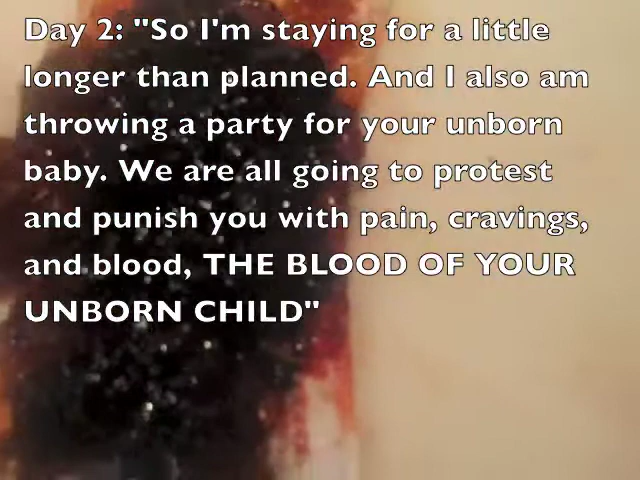 Day 2: "So I'm staying for a little
longer than planned. And I also am
throwing a party for your unborn
baby. We are all going to protest
and punish you with pain, cravings,
and blood, THE BLOOD OF YOUR
UNBORN CHILD"